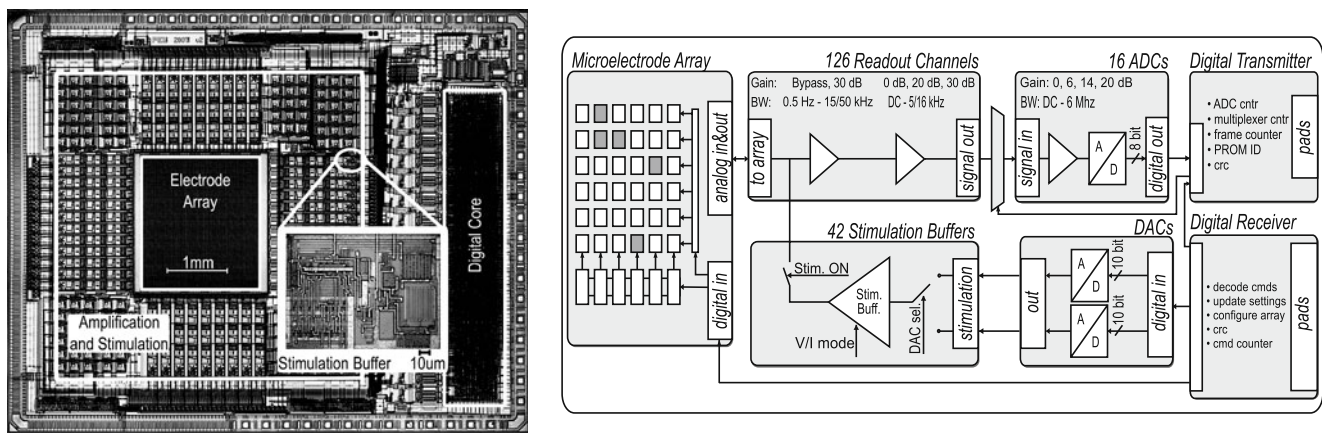 Electrode
Array
1mm
Amplification
and Stimulation
Stimulation Buffer
10um
Digital Core
Microelectrode Array
analog in&out
digital in
126 Readout Channels
Gain: Bypass, 30 dB 0 dB, 20 dB, 30 dB
BW: 0.5 Hz - 15/50 kHz DC - 5/16 kHz
to array
signal out
16 ADCs
Gain: 0, 6, 14, 20 dB
BW: DC - 6 Mhz
signal in
A
D
8 bit
digital out
Digital Transmitter
• ADC cntr
• multiplexer cntr
• frame counter
• PROM ID
• crc
pads
42 Stimulation Buffers
Stim. ON
Stim.
Buff.
V/I mode
DAC sel.
stimulation
DACs
out
A
D
10 bit
A
D
10 bit
digital in
Digital Receiver
• decode cmds
• update settings
• configure array
• crc
• cmd counter
pads